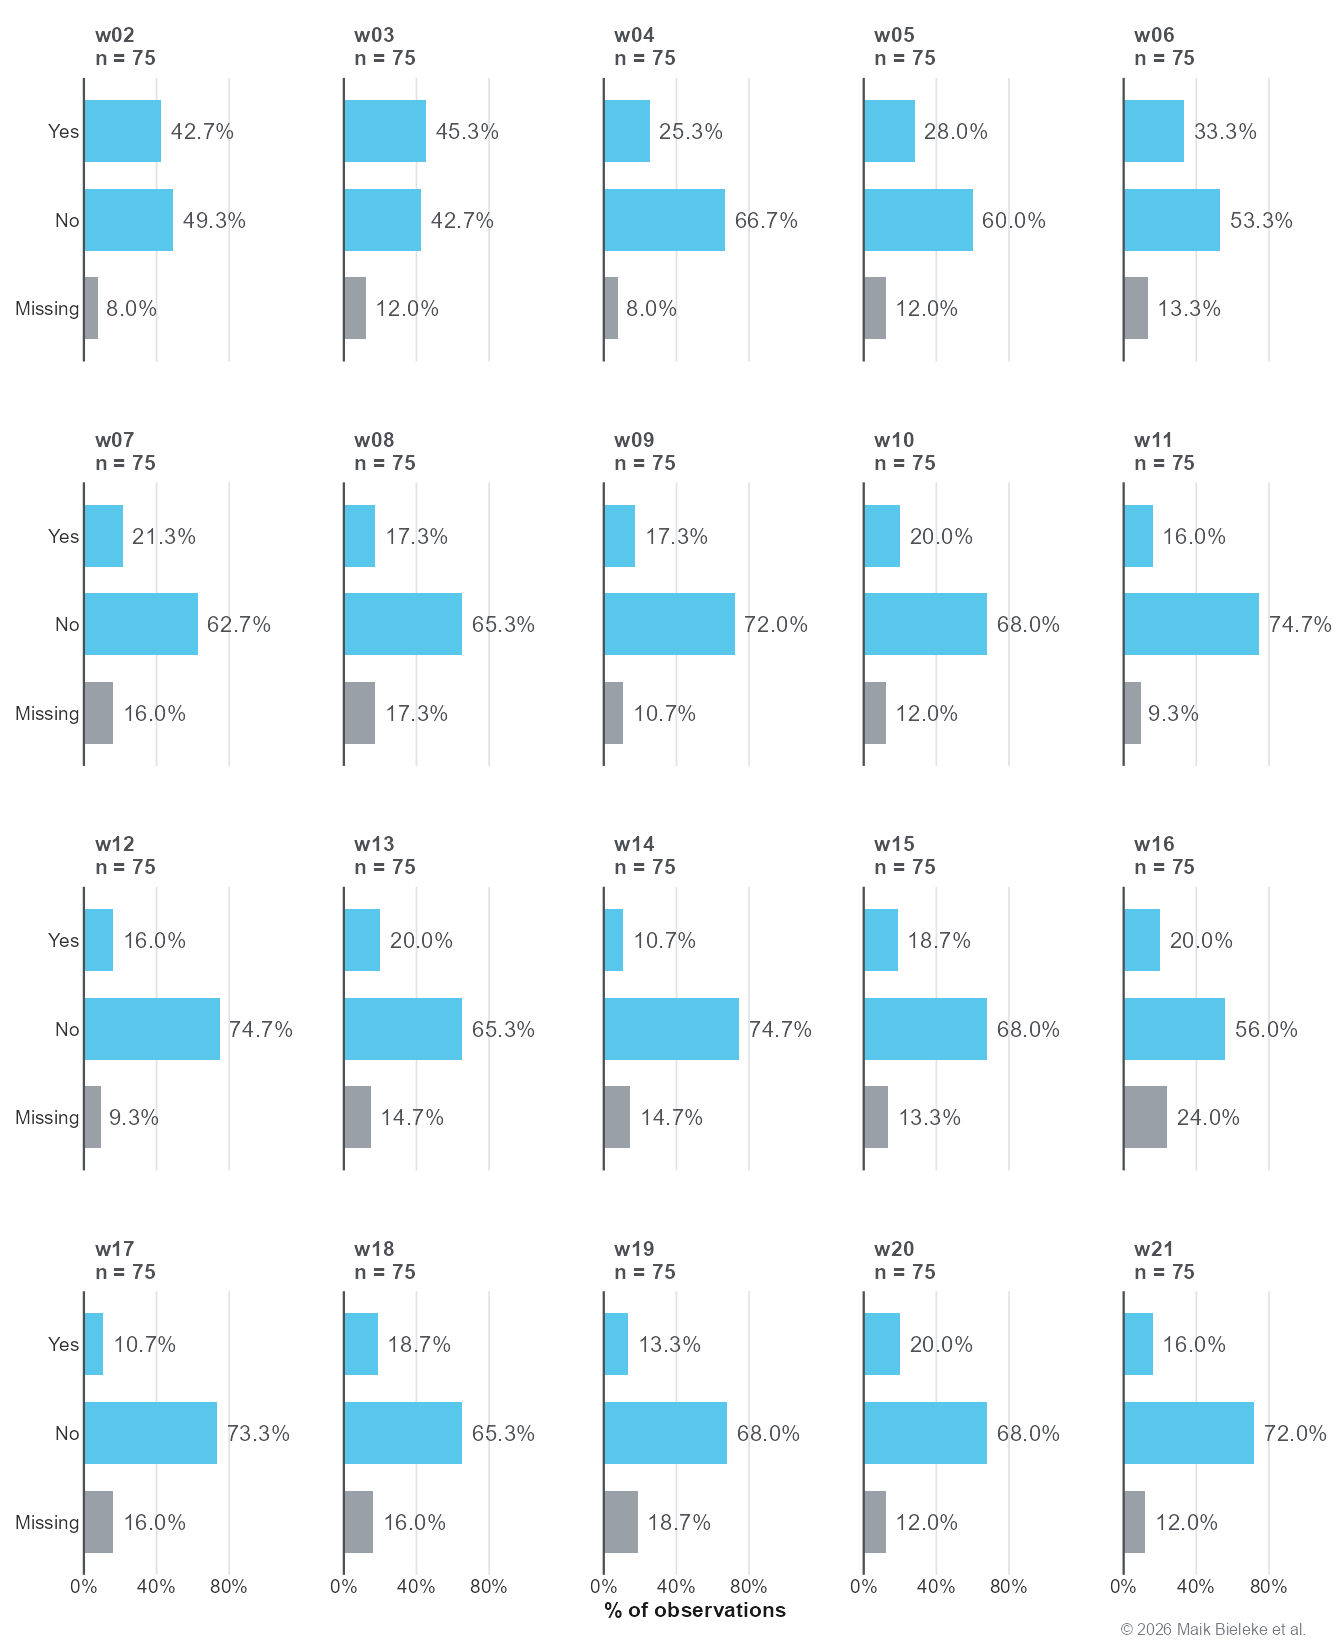 w02 w03 w04 w05 w06
n = 75 n = 75 n = 75 n = 75 n = 75
Yes 42.7% 45.3% 25.3% 28.0% 33.3%
No 49.3% 42.7% 66.7% 60.0% 53.3%
Missing 8.0% 12.0% 8.0% 12.0% 13.3%
w07 w08 w09 w10 w11
n = 75 n = 75 n = 75 n = 75 n = 75
Yes 21.3% 17.3% 17.3% 20.0% 16.0%
No 62.7% 65.3% 72.0% 68.0% 74.7%
Missing 16.0% 17.3% 10.7% 12.0% 9.3%
w12 w13 w14 w15 w16
n = 75 n = 75 n = 75 n = 75 n = 75
Yes 16.0% 20.0% 10.7% 18.7% 20.0%
No 74.7% 65.3% 74.7% 68.0% 56.0%
Missing 9.3% 14.7% 14.7% 13.3% 24.0%
w17 w18 w19 w20 w21
n = 75 n = 75 n = 75 n = 75 n = 75
Yes 10.7% 18.7% 13.3% 20.0% 16.0%
No 73.3% 65.3% 68.0% 68.0% 72.0%
Missing 16.0% 16.0% 18.7% 12.0% 12.0%
0% 40% 80% 0% 40% 80% 0% 40% 80% 0% 40% 80% 0% 40% 80%
% of observations
© 2026 Maik Bieleke et al.